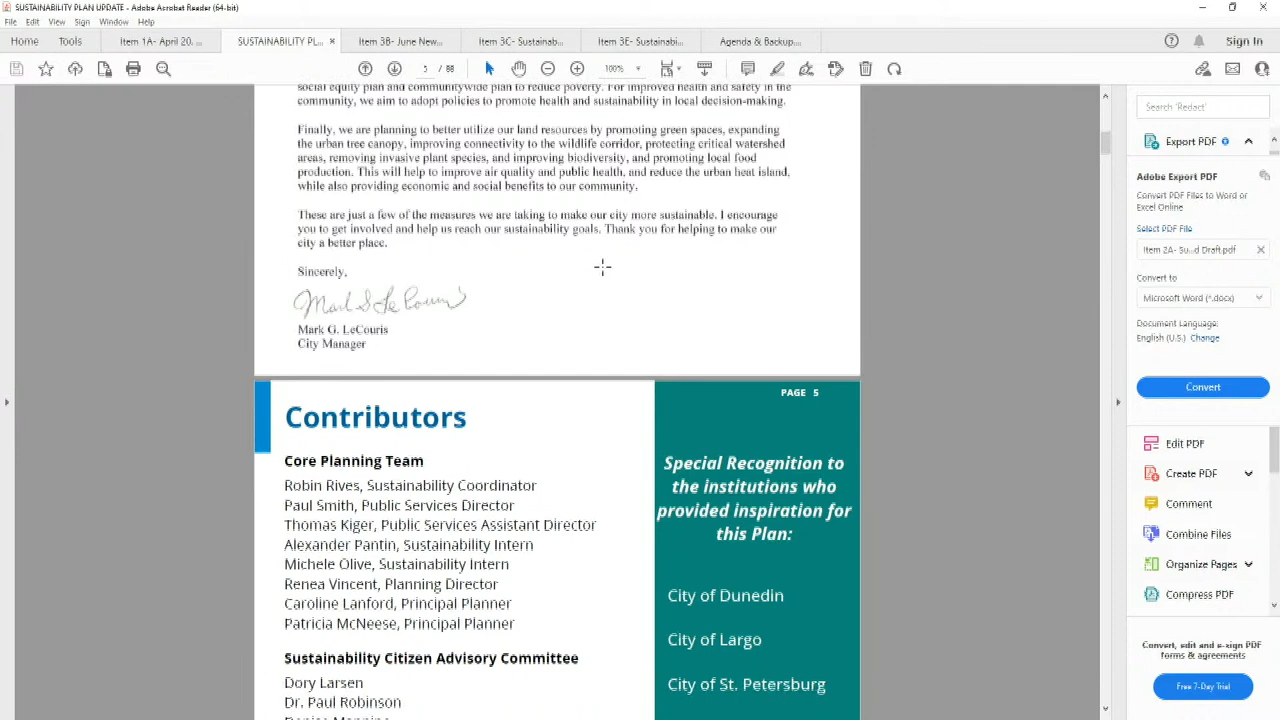 SUSTAINABILITY PLAN UPDATE - Adobe Acrobat Reader (64-bit)
File Edit View Sign Window Help
Home Tools Item 1A- April 20, ... SUSTAINABILITY PL... × Item 3B- June New... Item 3C- Sustainab... Item 3E- Sustainabi... Agenda & Backup... Sign In
5 / 88 100%
social equity plan and communitywide plan to reduce poverty. For improved health and safety in the
community, we aim to adopt policies to promote health and sustainability in local decision-making.
Finally, we are planning to better utilize our land resources by promoting green spaces, expanding
the urban tree canopy, improving connectivity to the wildlife corridor, protecting critical watershed
areas, removing invasive plant species, and improving biodiversity, and promoting local food
production. This will help to improve air quality and public health, and reduce the urban heat island,
while also providing economic and social benefits to our community.
These are just a few of the measures we are taking to make our city more sustainable. I encourage
you to get involved and help us reach our sustainability goals. Thank you for helping to make our
city a better place.
Sincerely,
Mark G. LeCouris
City Manager
PAGE 5
Contributors
Core Planning Team
Robin Rives, Sustainability Coordinator
Paul Smith, Public Services Director
Thomas Kiger, Public Services Assistant Director
Alexander Pantin, Sustainability Intern
Michele Olive, Sustainability Intern
Renea Vincent, Planning Director
Caroline Lanford, Principal Planner
Patricia McNeese, Principal Planner
Sustainability Citizen Advisory Committee
Dory Larsen
Dr. Paul Robinson
Special Recognition to
the institutions who
provided inspiration for
this Plan:
City of Dunedin
City of Largo
City of St. Petersburg
Search 'Redact'
Export PDF
Adobe Export PDF
Convert PDF Files to Word or
Excel Online
Select PDF File
Item 2A- Su...d Draft.pdf
Convert to
Microsoft Word (*.docx)
Document Language:
English (U.S.) Change
Convert
Edit PDF
Create PDF
Comment
Combine Files
Organize Pages
Compress PDF
Convert, edit and e-sign PDF
forms & agreements
Free 7-Day Trial